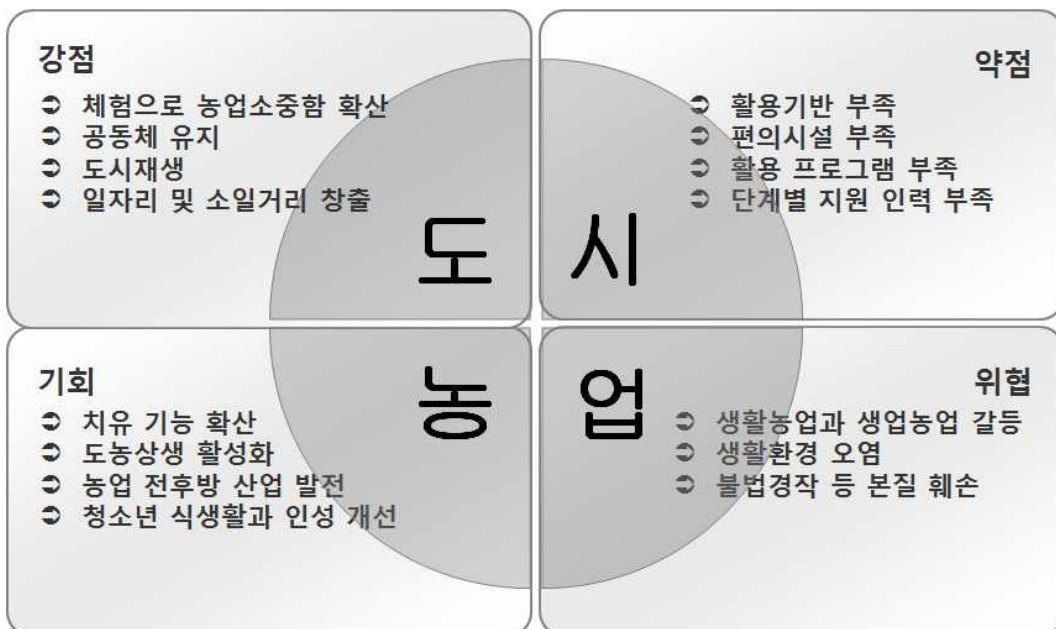 강점
체험으로 농업소중함 확산
공동체 유지
도시재생
일자리 및 소일거리 창출
약점
활용기반 부족
편의시설 부족
활용 프로그램 부족
단계별 지원 인력 부족
도 시
농 업
기회
치유 기능 확산
도농상생 활성화
농업 전후방 산업 발전
청소년 식생활과 인성 개선
위협
생활농업과 생업농업 갈등
생활환경 오염
불법경작 등 본질 훼손